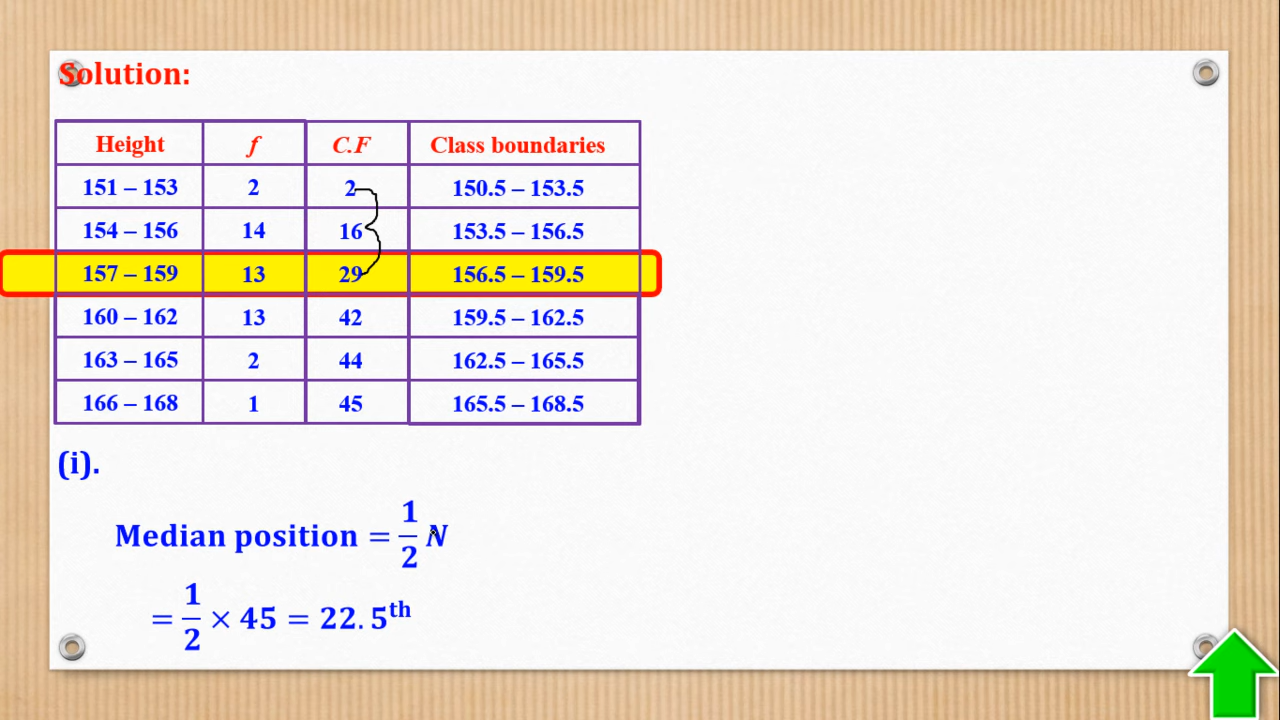 Solution:
Height f C.F Class boundaries
151 – 153 2 2 150.5 – 153.5
154 – 156 14 16 153.5 – 156.5
157 – 159 13 29 156.5 – 159.5
160 – 162 13 42 159.5 – 162.5
163 – 165 2 44 162.5 – 165.5
166 – 168 1 45 165.5 – 168.5
(i).
Median position = 1/2 N
= 1/2 × 45 = 22.5th